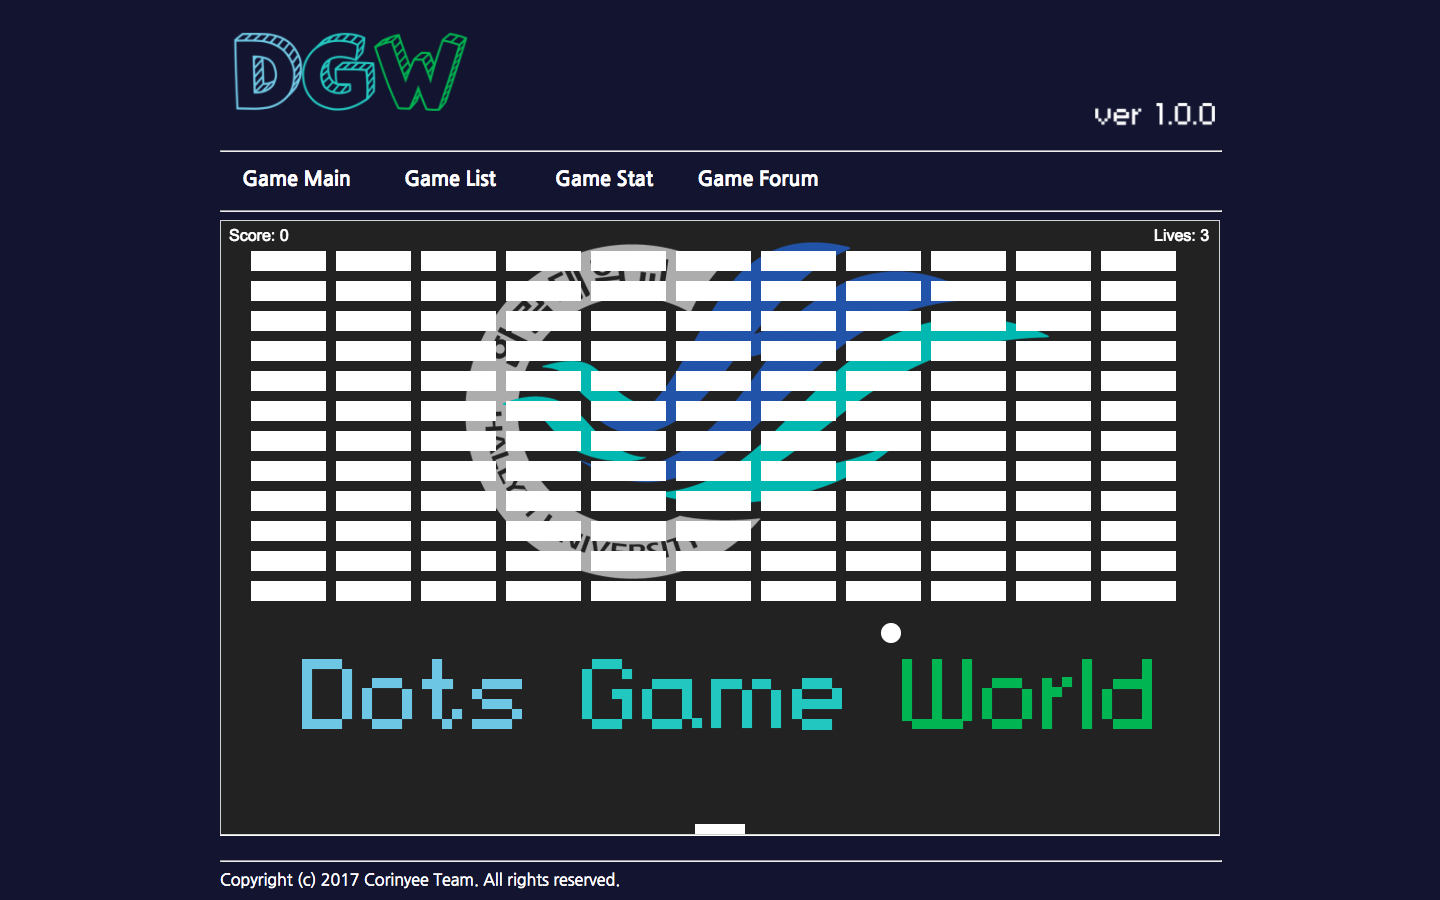 DGW
ver 1.0.0
Game Main Game List Game Stat Game Forum
Score: 0 Lives: 3
Dots Game World
Copyright (c) 2017 Corinyee Team. All rights reserved.